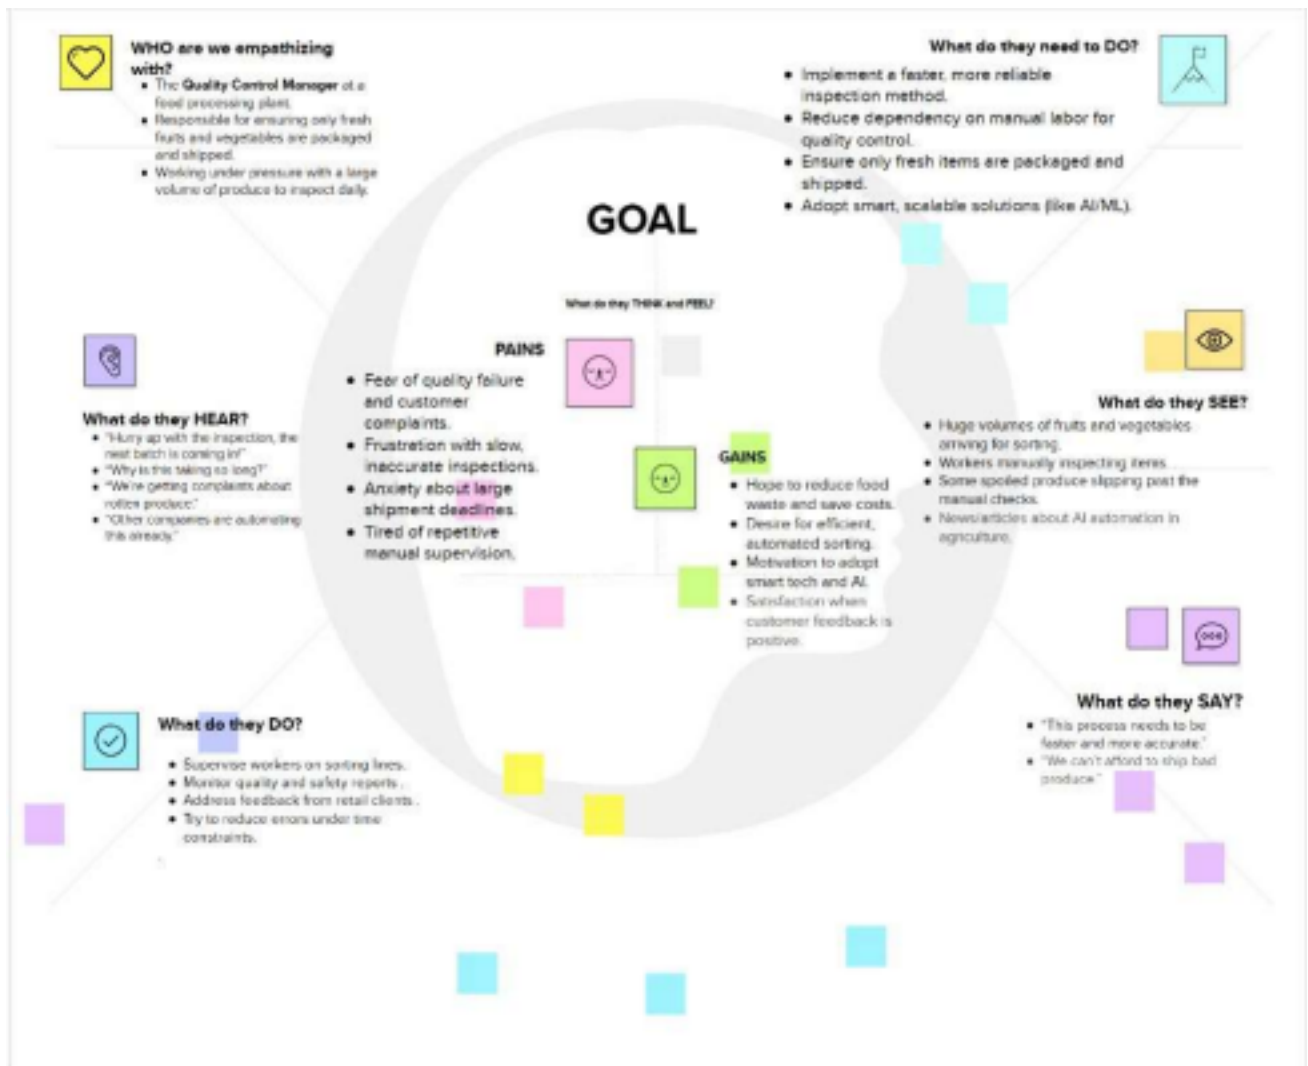 WHO are we empathizing
with?
• The Quality Control Manager at a
food processing plant.
• Responsible for ensuring only fresh
fruits and vegetables are packaged
and shipped.
• Working under pressure with a large
volume of produce to inspect daily.
What do they need to DO?
• Implement a faster, more reliable
inspection method.
• Reduce dependency on manual labor for
quality control.
• Ensure only fresh items are packaged and
shipped.
• Adopt smart, scalable solutions (like AI/ML).
GOAL
What do they THINK and FEEL?
PAINS
• Fear of quality failure
and customer
complaints.
• Frustration with slow,
inaccurate inspections.
• Anxiety about large
shipment deadlines.
• Tired of repetitive
manual supervision.
GAINS
• Hope to reduce food
waste and save costs.
• Desire for efficient,
automated sorting.
• Motivation to adopt
smart tech and AI.
• Satisfaction when
customer feedback is
positive.
What do they HEAR?
• "Hurry up with the inspection, the
next batch is coming in!"
• "Why is this taking so long?"
• "We're getting complaints about
rotten produce."
• "Other companies are automating
this already."
What do they SEE?
• Huge volumes of fruits and vegetables
arriving for sorting.
• Workers manually inspecting items.
• Some spoiled produce slipping past the
manual checks.
• News/articles about AI automation in
agriculture.
What do they DO?
• Supervise workers on sorting lines.
• Monitor quality and safety reports .
• Address feedback from retail clients .
• Try to reduce errors under time
constraints.
What do they SAY?
• "This process needs to be
faster and more accurate."
• "We can't afford to ship bad
produce."